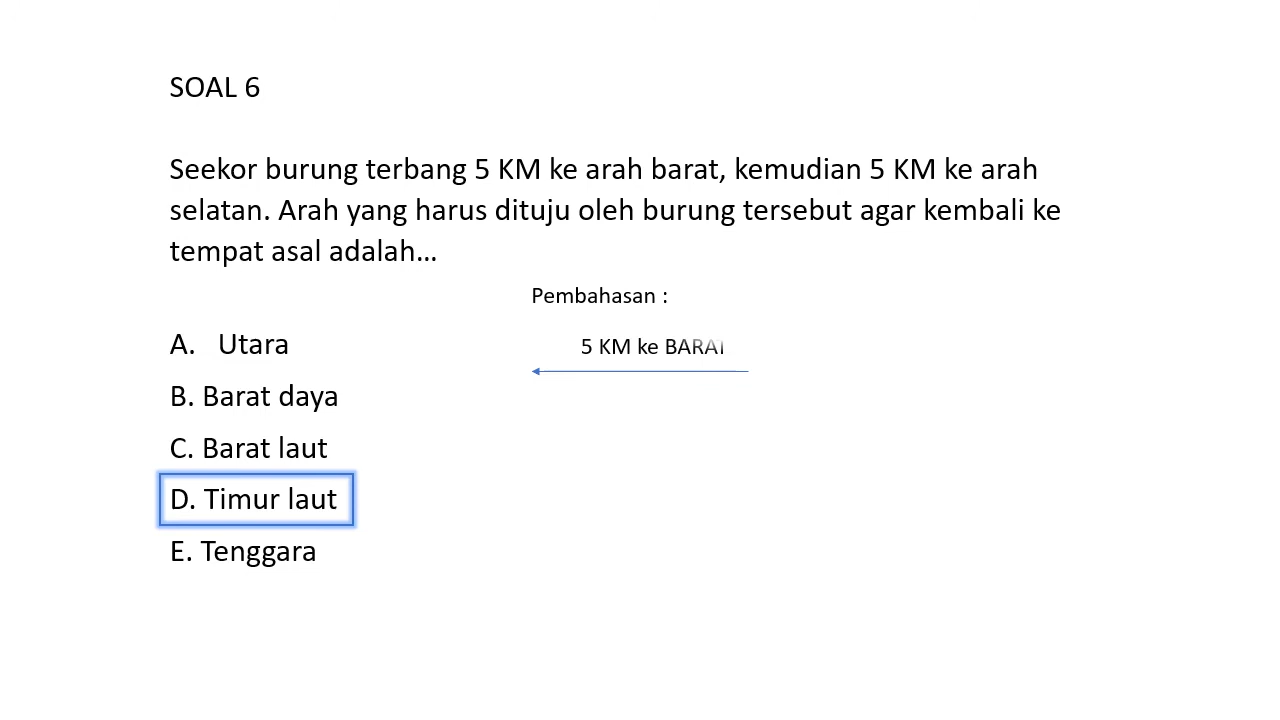 SOAL 6
Seekor burung terbang 5 KM ke arah barat, kemudian 5 KM ke arah
selatan. Arah yang harus dituju oleh burung tersebut agar kembali ke
tempat asal adalah...
Pembahasan :
A. Utara
5 KM ke BARAT
B. Barat daya
C. Barat laut
D. Timur laut
E. Tenggara